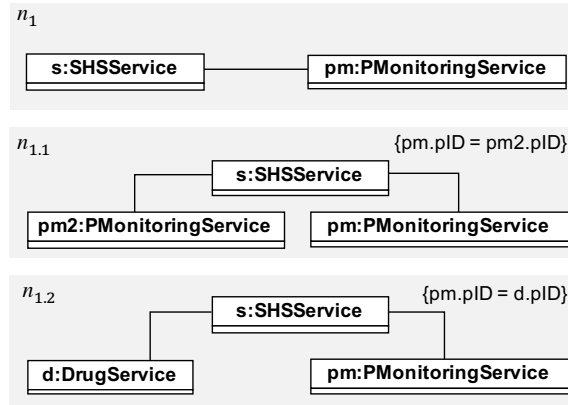 n1
s:SHSService pm:PMonitoringService
n1.1 {pm.pID = pm2.pID}
s:SHSService
pm2:PMonitoringService pm:PMonitoringService
n1.2 {pm.pID = d.pID}
s:SHSService
d:DrugService pm:PMonitoringService